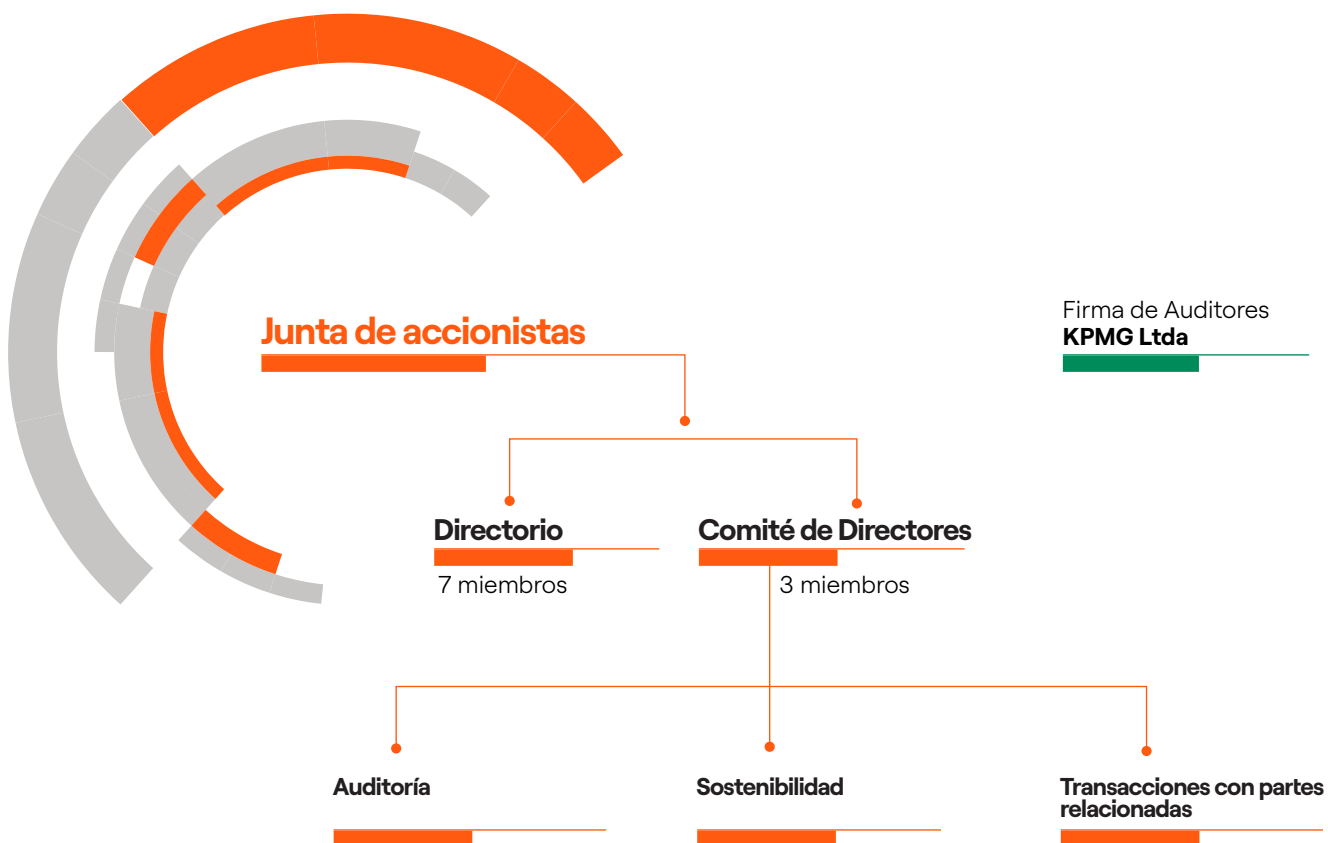 Junta de accionistas
Firma de Auditores
KPMG Ltda
Directorio
7 miembros
Comité de Directores
3 miembros
Auditoría
Sostenibilidad
Transacciones con partes
relacionadas